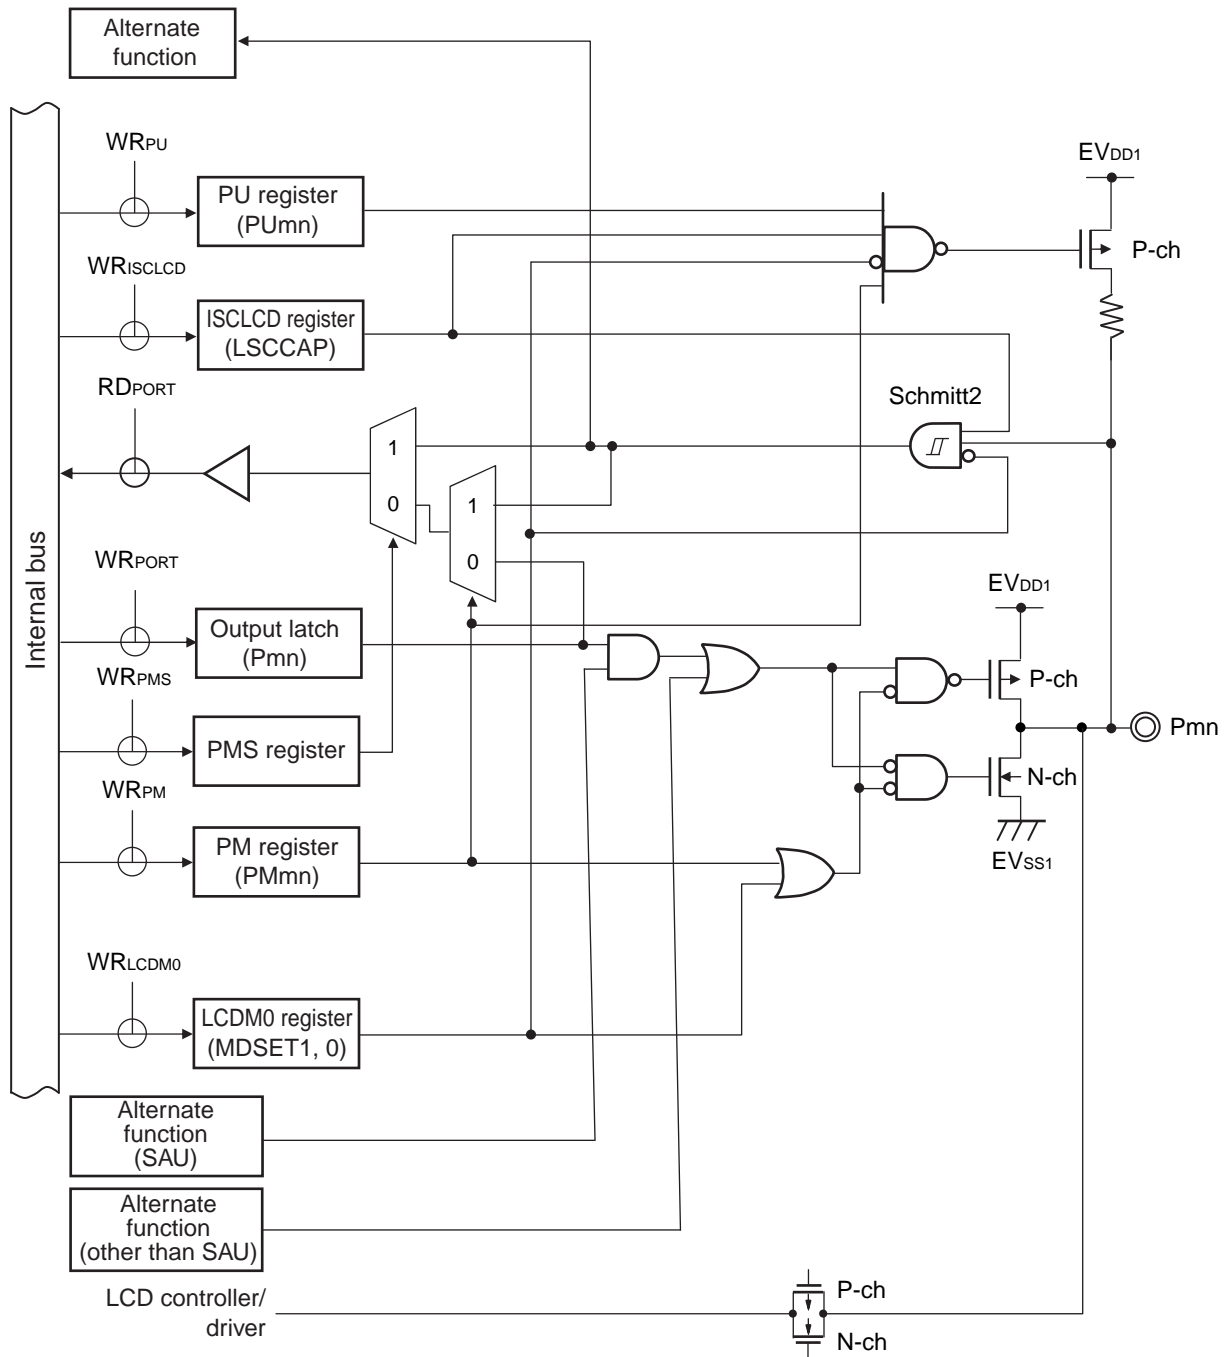 Alternate
function
WRPU
EVDD1
PU register
(PUmn)
P-ch
WRISCLCD
ISCLCD register
(LSCCAP)
RDPORT
Schmitt2
1
0
1
0
WRPORT
EVDD1
Internal bus
Output latch
(Pmn)
WRPMS
P-ch
Pmn
PMS register
N-ch
WRPM
PM register
(PMmn)
EVSS1
WRLCDM0
LCDM0 register
(MDSET1, 0)
Alternate
function
(SAU)
Alternate
function
(other than SAU)
LCD controller/
driver
P-ch
N-ch